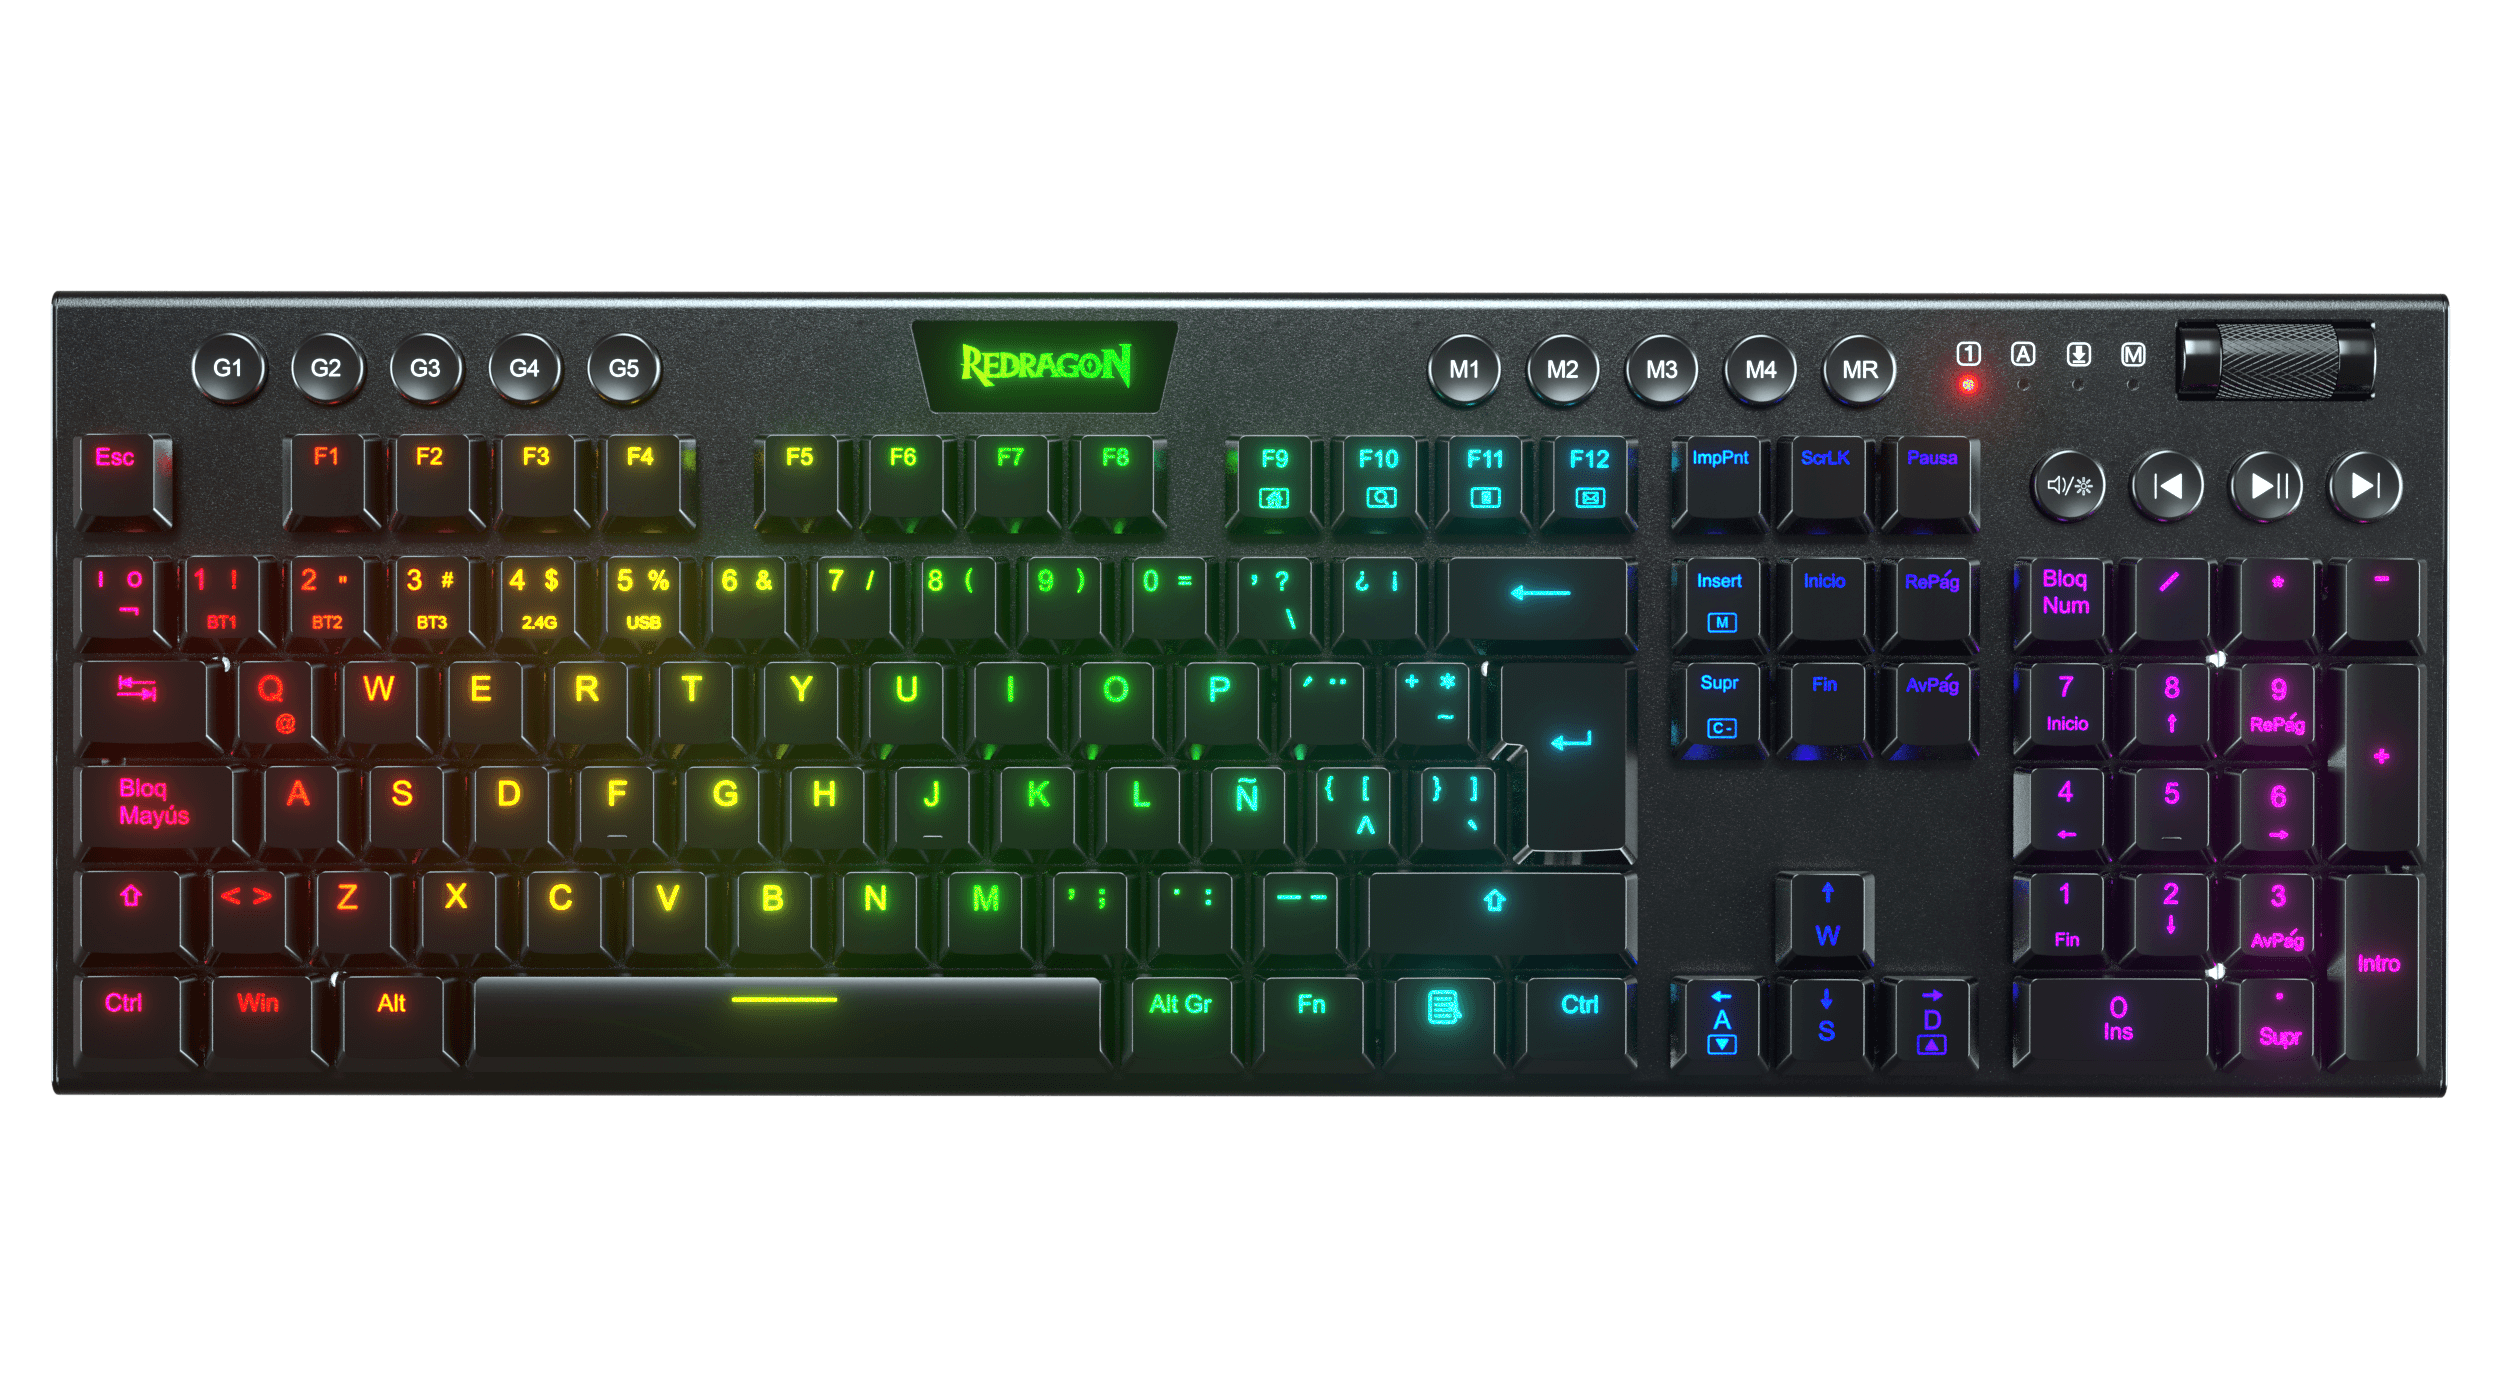 G1 G2 G3 G4 G5 REDRAGON M1 M2 M3 M4 MR 1 A M
Esc F1 F2 F3 F4 F5 F6 F7 F8 F9 F10 F11 F12 ImpPnt ScrLK Pausa
| O 1 ! 2 " 3 # 4 $ 5 % 6 & 7 / 8 ( 9 ) 0 = ' ? ¿ ¡ ← Insert Inicio RePág Bloq / * -
¬ BT1 BT2 BT3 2.4G USB \ M Num
Q W E R T Y U I O P ´ ¨ + * Supr Fin AvPág 7 8 9
@ ~ C- Inicio ↑ RePág +
Bloq A S D F G H J K L Ñ { [ } ] 4 5 6
Mayús ^ ` ← →
< > Z X C V B N M , ; . : — - ↑ 1 2 3
W Fin ↓ AvPág Intro
Ctrl Win Alt Alt Gr Fn Ctrl ← ↓ → 0 .
A S D Ins Supr